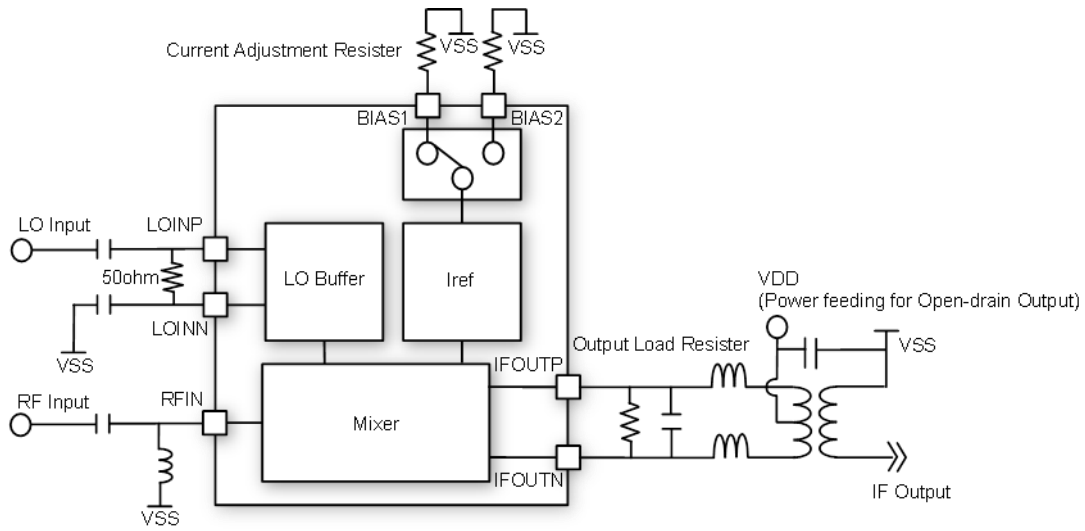 VSS
VSS
Current Adjustment Resister
BIAS1
BIAS2
LO Input
LOINP
50ohm
LOINN
VSS
LO Buffer
Iref
VDD
(Power feeding for Open-drain Output)
Output Load Resister
VSS
IFOUTP
RF Input
RFIN
Mixer
IFOUTN
VSS
IF Output